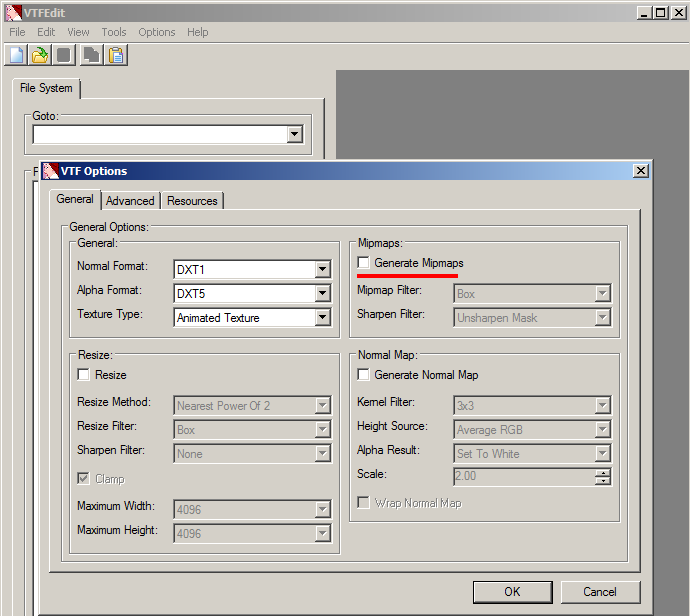 VTFEdit
File Edit View Tools Options Help
File System
Goto:
VTF Options
General Advanced Resources
General Options:
General:
Normal Format: DXT1
Alpha Format: DXT5
Texture Type: Animated Texture
Mipmaps:
Generate Mipmaps
Mipmap Filter: Box
Sharpen Filter: Unsharpen Mask
Resize:
Resize
Resize Method: Nearest Power Of 2
Resize Filter: Box
Sharpen Filter: None
Clamp
Maximum Width: 4096
Maximum Height: 4096
Normal Map:
Generate Normal Map
Kernel Filter: 3x3
Height Source: Average RGB
Alpha Result: Set To White
Scale: 2.00
Wrap Normal Map
OK Cancel